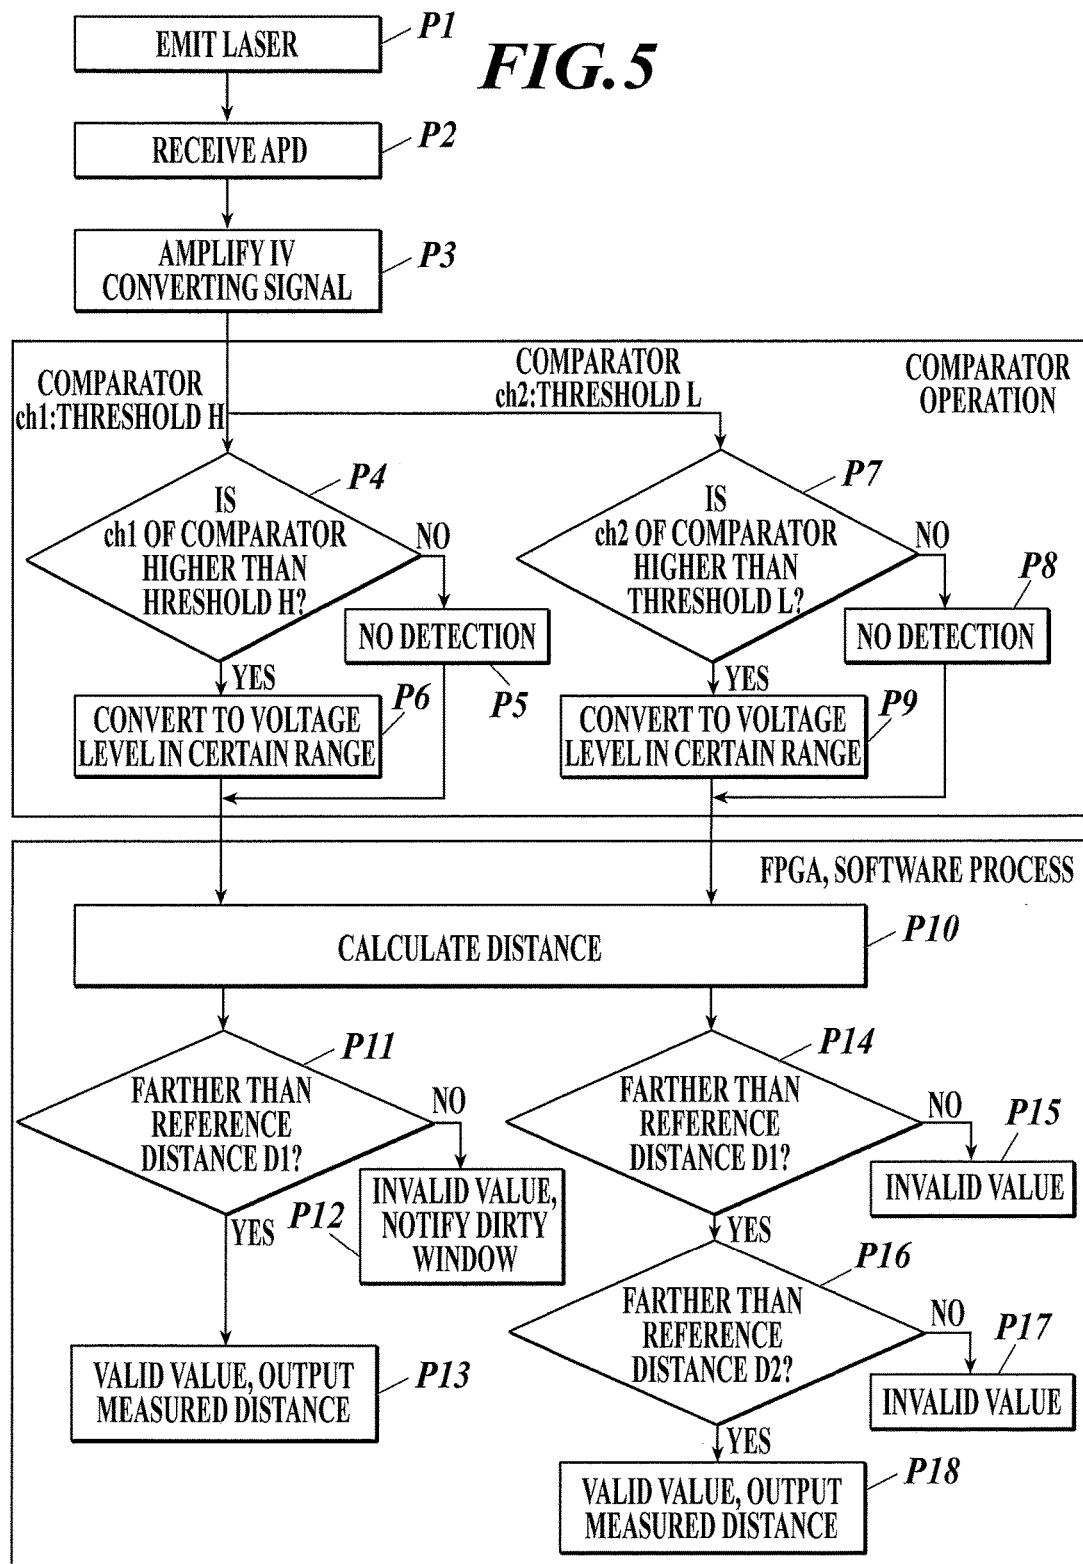 FIG.5
EMIT LASER
P1
RECEIVE APD
P2
AMPLIFY IV
CONVERTING SIGNAL
P3
COMPARATOR
ch1:THRESHOLD H
COMPARATOR
ch2:THRESHOLD L
COMPARATOR
OPERATION
P4
IS
ch1 OF COMPARATOR
HIGHER THAN
HRESHOLD H?
NO
YES
NO DETECTION
P5
P6
CONVERT TO VOLTAGE
LEVEL IN CERTAIN RANGE
P7
IS
ch2 OF COMPARATOR
HIGHER THAN
THRESHOLD L?
NO
YES
P8
NO DETECTION
P9
CONVERT TO VOLTAGE
LEVEL IN CERTAIN RANGE
FPGA, SOFTWARE PROCESS
CALCULATE DISTANCE
P10
P11
FARTHER THAN
REFERENCE
DISTANCE D1?
NO
YES
P12
INVALID VALUE,
NOTIFY DIRTY
WINDOW
VALID VALUE, OUTPUT
MEASURED DISTANCE
P13
P14
FARTHER THAN
REFERENCE
DISTANCE D1?
NO
YES
P15
INVALID VALUE
P16
FARTHER THAN
REFERENCE
DISTANCE D2?
NO
YES
P17
INVALID VALUE
P18
VALID VALUE, OUTPUT
MEASURED DISTANCE